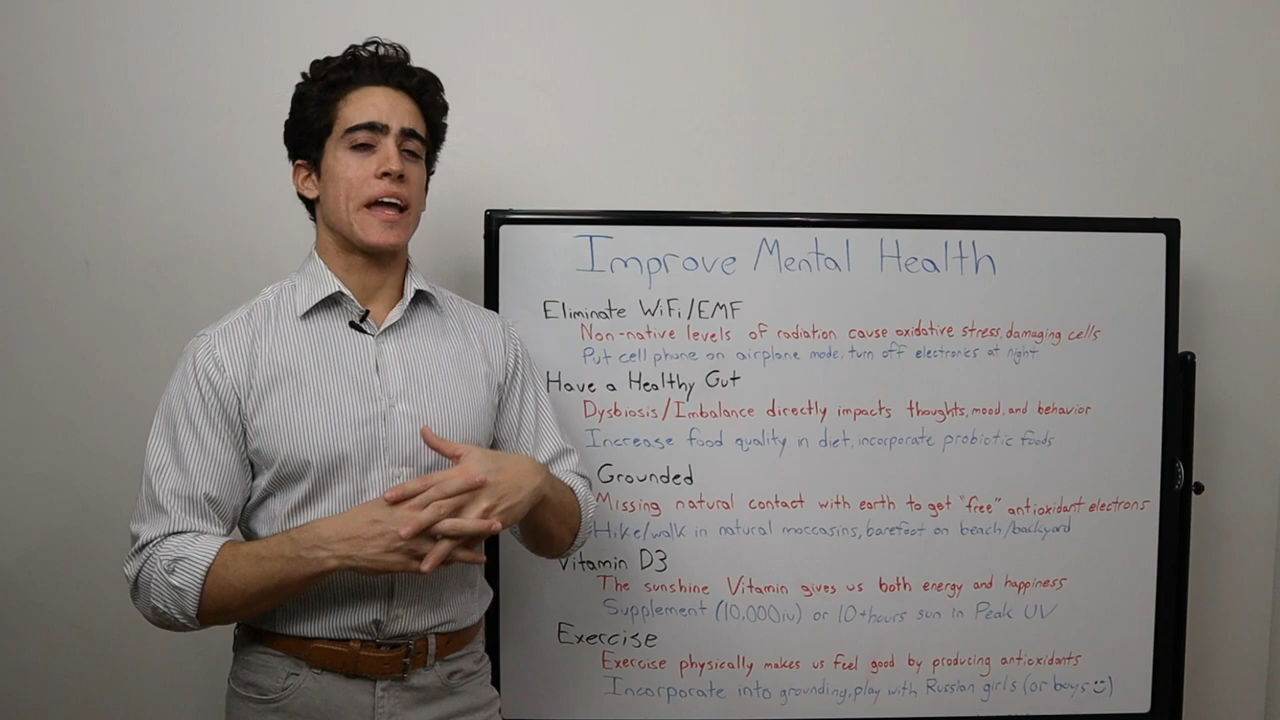 Improve Mental Health
Eliminate WiFi/EMF
Non-native levels of radiation cause oxidative stress, damaging cells
Put cell phone on airplane mode, turn off electronics at night
Have a Healthy Gut
Dysbiosis/Imbalance directly impacts thoughts, mood, and behavior
Increase food quality in diet, incorporate probiotic foods
Grounded
Missing natural contact with earth to get "free" antioxidant electrons
Hike/walk in natural moccasins, barefoot on beach/backyard
Vitamin D3
The sunshine Vitamin gives us both energy and happiness
Supplement (10,000iu) or 10+hours sun in Peak UV
Exercise
Exercise physically makes us feel good by producing antioxidants
Incorporate into grounding, play with Russian girls (or boys☺)